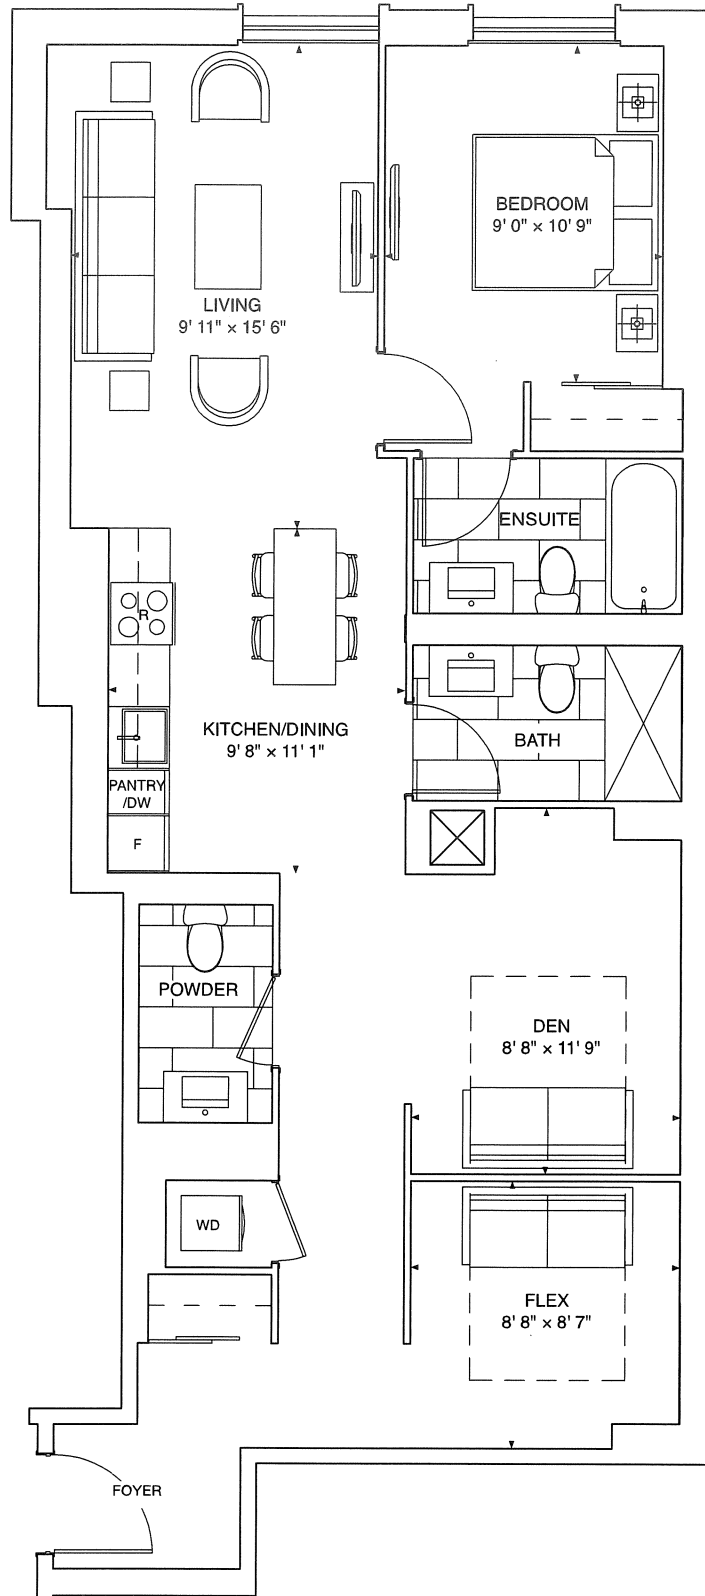 BEDROOM
9' 0" × 10' 9"
LIVING
9' 11" × 15' 6"
ENSUITE
R
KITCHEN/DINING
9' 8" × 11' 1"
BATH
PANTRY
/DW
F
POWDER
DEN
8' 8" × 11' 9"
WD
FLEX
8' 8" × 8' 7"
FOYER